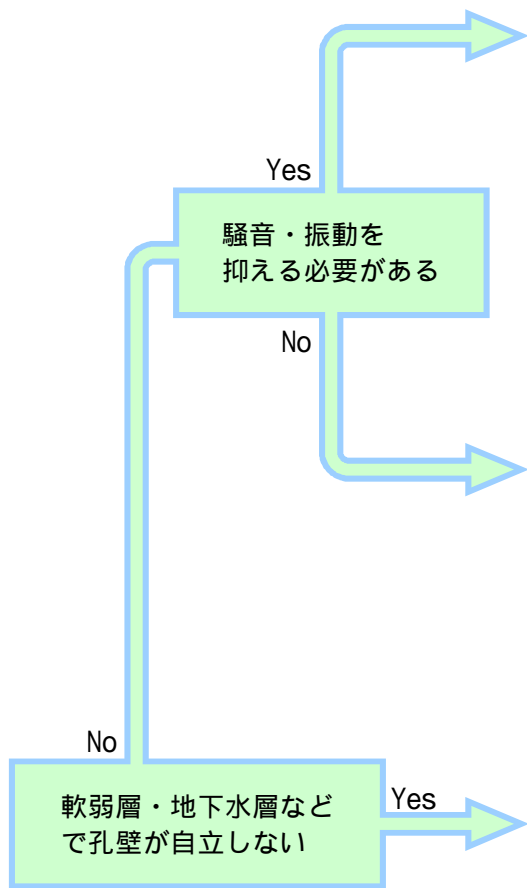 Yes
騒音・振動を
抑える必要がある
No
No
軟弱層・地下水層など
で孔壁が自立しない
Yes